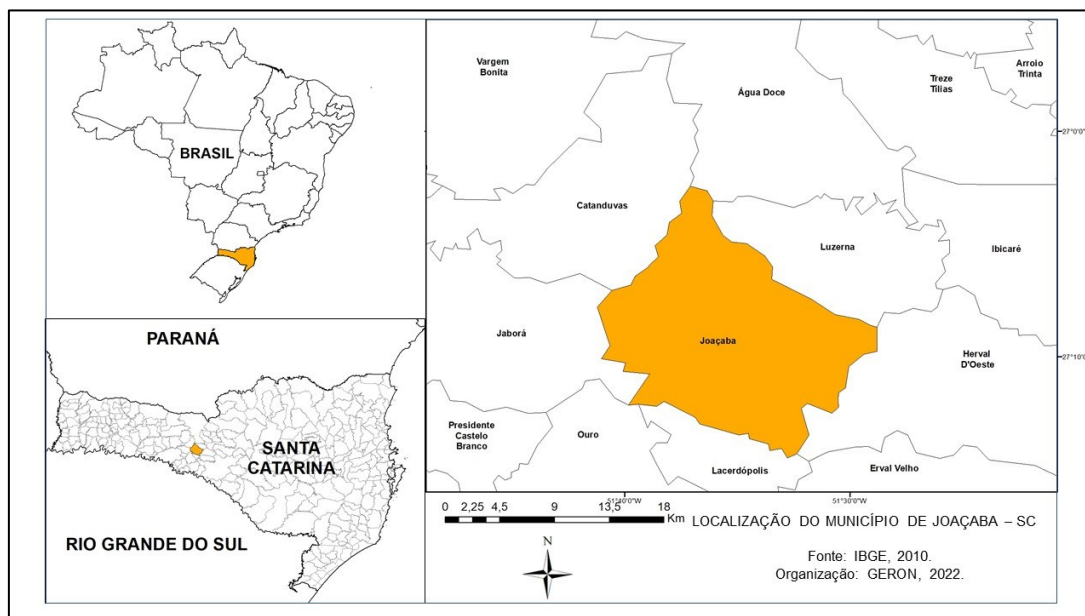 BRASIL
PARANÁ
SANTA
CATARINA
RIO GRANDE DO SUL
Vargem
Bonita
Água Doce
Treze
Tílias
Arroio
Trinta
27°0'0"
Catanduvas
Luzerna
Ibicaré
Jaborá
Joaçaba
27°10'0"
Herval
D'Oeste
Presidente
Castelo
Branco
Ouro
Lacerdópolis
Erval Velho
51°40'0"W
51°30'0"W
0 2,25 4,5 9 13,5 18
Km
LOCALIZAÇÃO DO MUNICÍPIO DE JOAÇABA – SC
N
Fonte: IBGE, 2010.
Organização: GERON, 2022.